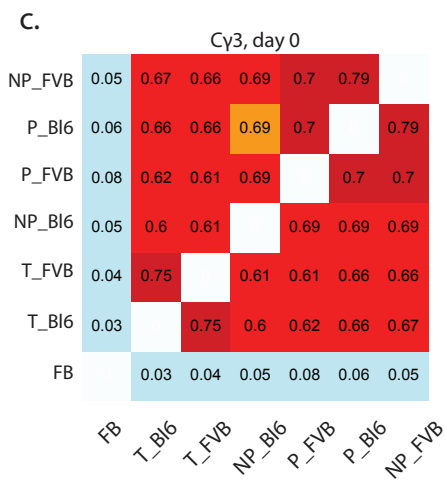 C.
Cγ3, day 0
NP_FVB 0.05 0.67 0.66 0.69 0.7 0.79
P_Bl6 0.06 0.66 0.66 0.69 0.7 0.79
P_FVB 0.08 0.62 0.61 0.69 0.7 0.7
NP_Bl6 0.05 0.6 0.61 0.69 0.69 0.69
T_FVB 0.04 0.75 0.61 0.61 0.66 0.66
T_Bl6 0.03 0.75 0.6 0.62 0.66 0.67
FB 0.03 0.04 0.05 0.08 0.06 0.05
FB T_Bl6 T_FVB NP_Bl6 P_FVB P_Bl6 NP_FVB